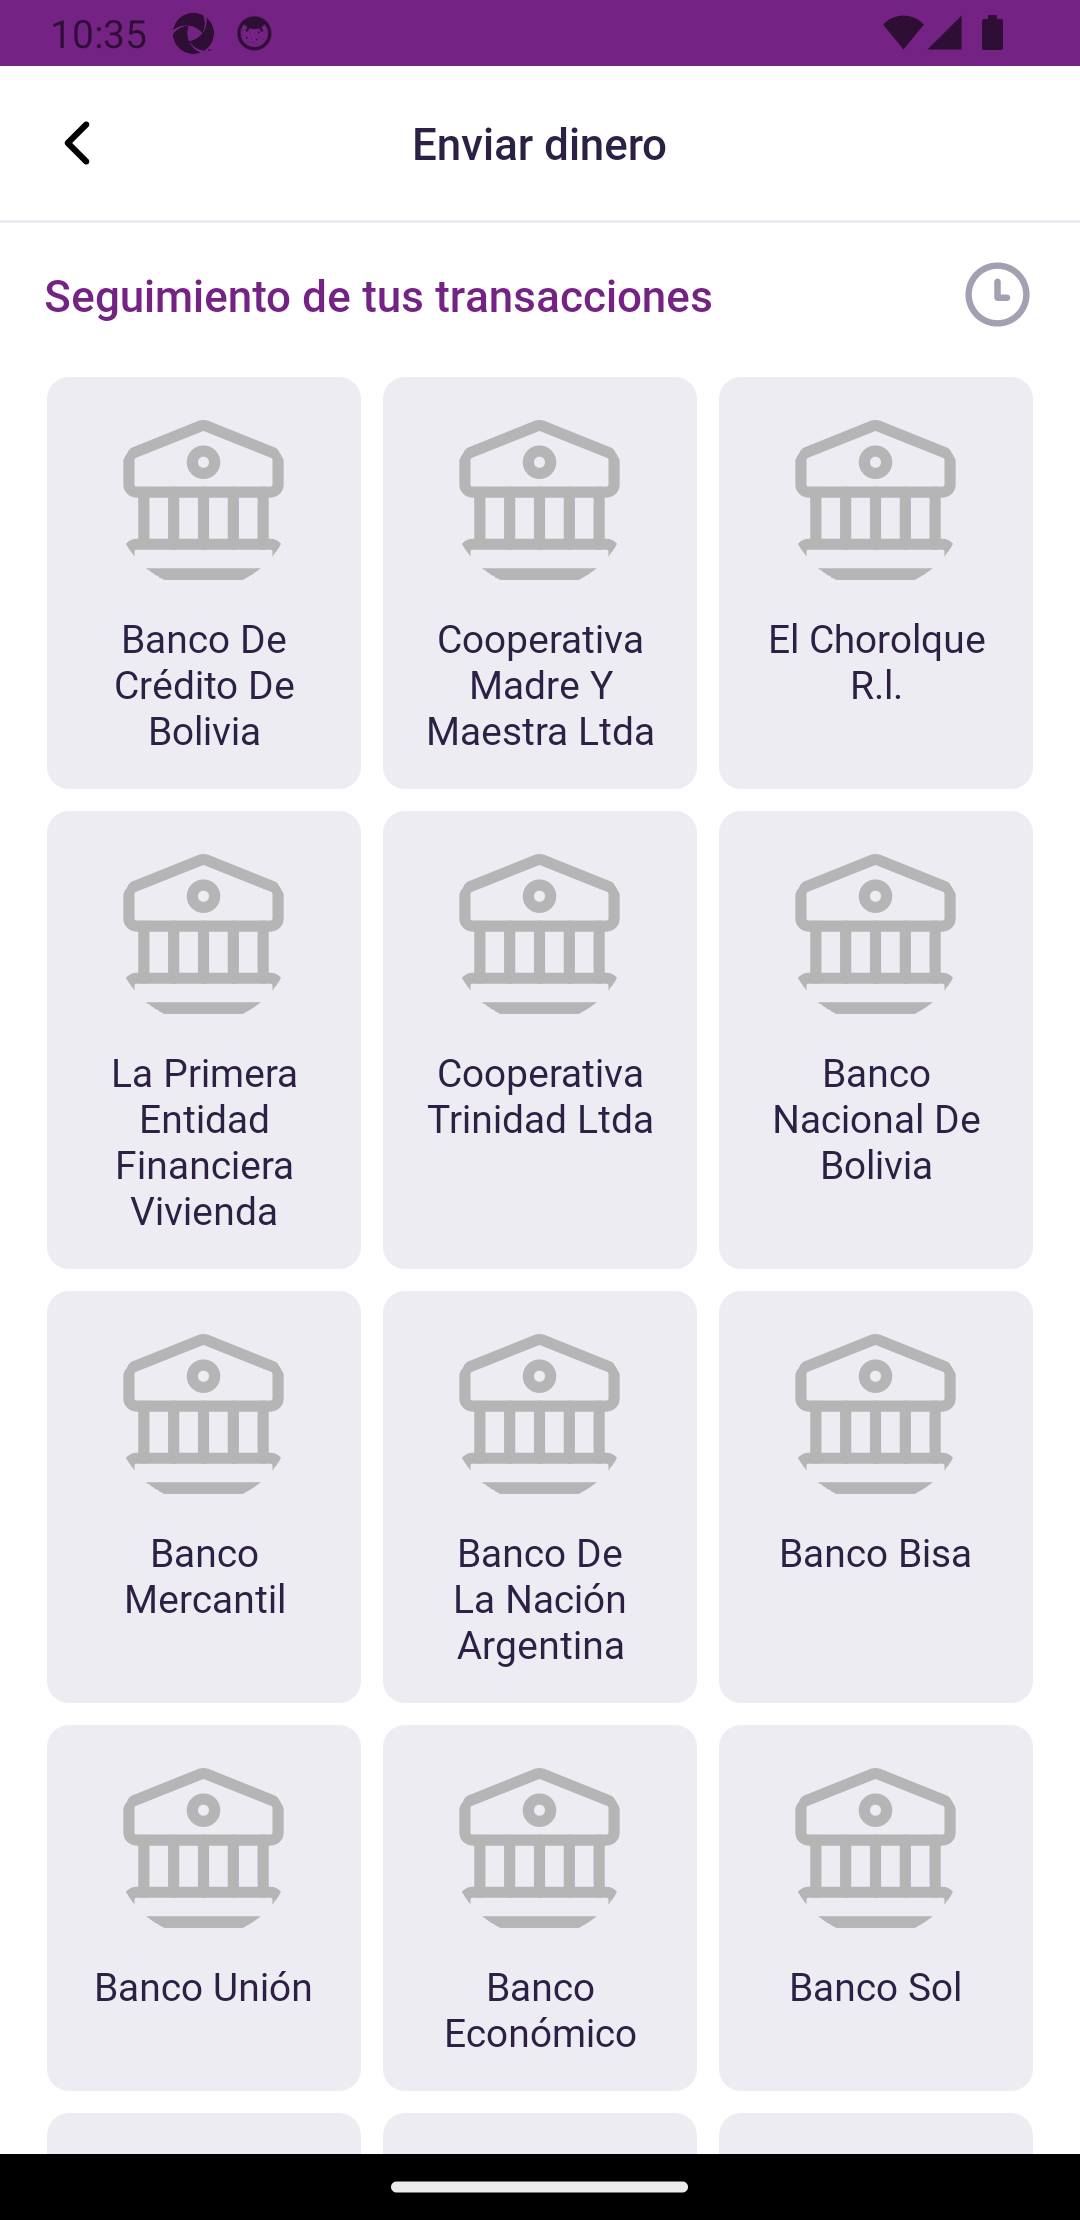 10:35
Enviar dinero
Seguimiento de tus transacciones
Banco De
Crédito De
Bolivia
Cooperativa
Madre Y
Maestra Ltda
El Chorolque
R.l.
La Primera
Entidad
Financiera
Vivienda
Cooperativa
Trinidad Ltda
Banco
Nacional De
Bolivia
Banco
Mercantil
Banco De
La Nación
Argentina
Banco Bisa
Banco Unión
Banco
Económico
Banco Sol